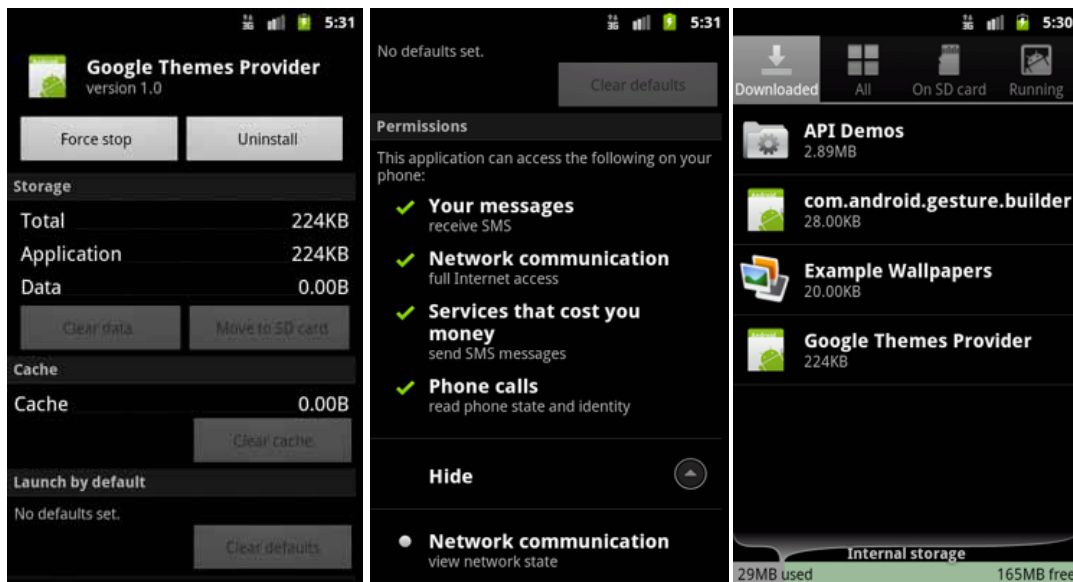 3G 5:31
Google Themes Provider
version 1.0
Force stop
Uninstall
Storage
Total 224KB
Application 224KB
Data 0.00B
Clear data
Move to SD card
Cache
Cache 0.00B
Clear cache
Launch by default
No defaults set.
Clear defaults
3G 5:31
No defaults set.
Clear defaults
Permissions
This application can access the following on your
phone:
Your messages
receive SMS
Network communication
full Internet access
Services that cost you
money
send SMS messages
Phone calls
read phone state and identity
Hide
Network communication
view network state
3G 5:30
Downloaded
All
On SD card
Running
API Demos
2.89MB
com.android.gesture.builder
28.00KB
Example Wallpapers
20.00KB
Google Themes Provider
224KB
Internal storage
29MB used
165MB free